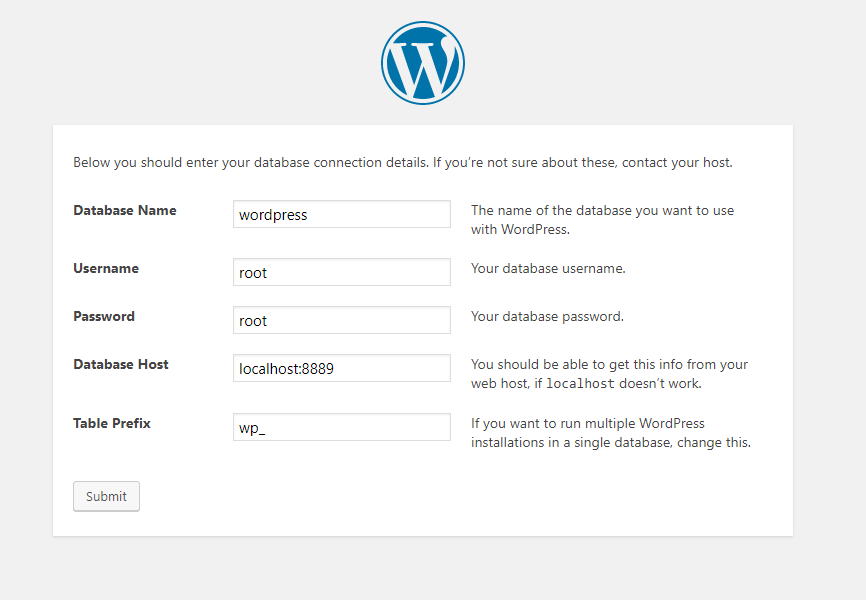 Below you should enter your database connection details. If you’re not sure about these, contact your host.
Database Name
wordpress
The name of the database you want to use
with WordPress.
Username
root
Your database username.
Password
root
Your database password.
Database Host
localhost:8889
You should be able to get this info from your
web host, if localhost doesn’t work.
Table Prefix
wp_
If you want to run multiple WordPress
installations in a single database, change this.
Submit